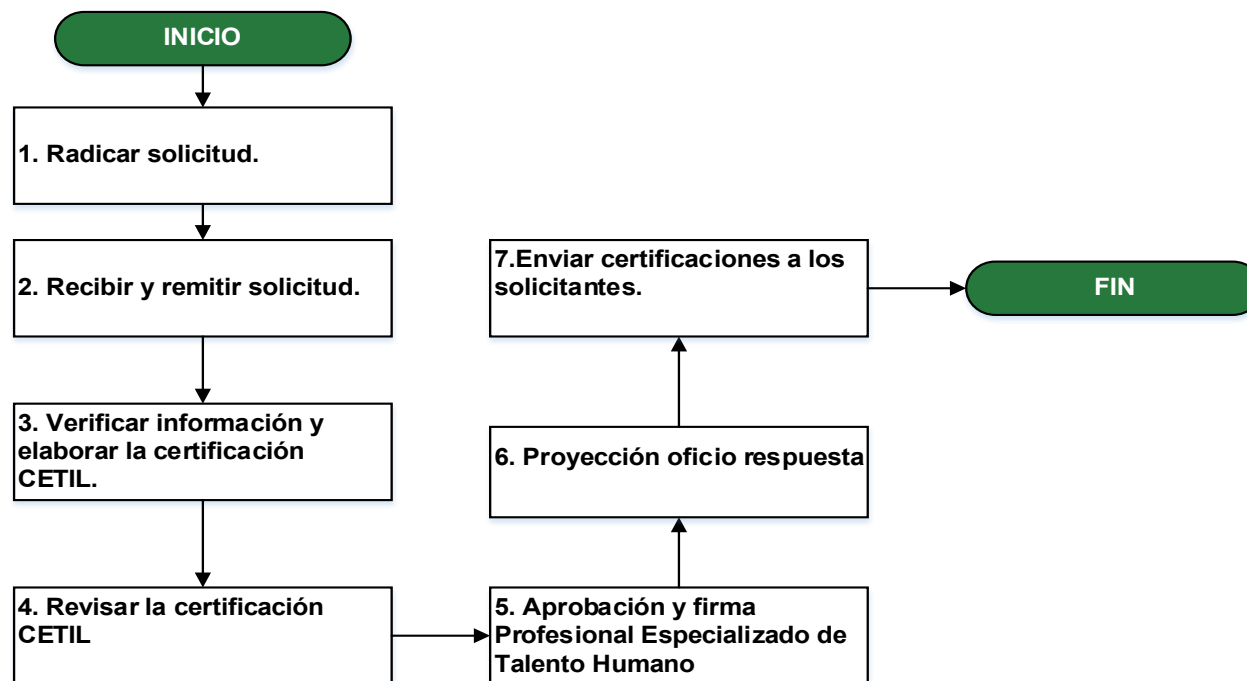 INICIO
1. Radicar solicitud.
2. Recibir y remitir solicitud.
3. Verificar información y
elaborar la certificación
CETIL.
4. Revisar la certificación
CETIL
5. Aprobación y firma
Profesional Especializado de
Talento Humano
6. Proyección oficio respuesta
7.Enviar certificaciones a los
solicitantes.
FIN